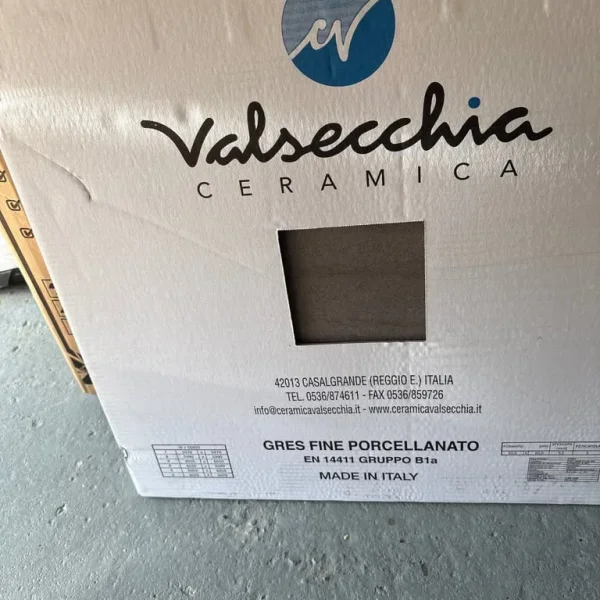 cv
Valsecchia
CERAMICA
42013 CASALGRANDE (REGGIO E.) ITALIA
TEL. 0536/874611 - FAX 0536/859726
info@ceramicavalsecchia.it - www.ceramicavalsecchia.it
GRES FINE PORCELLANATO
EN 14411 GRUPPO B1a
MADE IN ITALY